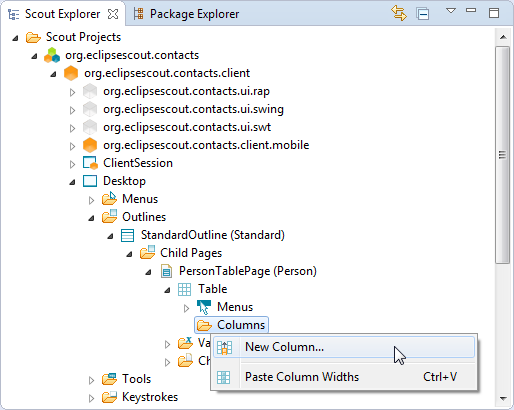 Scout Explorer Package Explorer
Scout Projects
org.eclipsescout.contacts
org.eclipsescout.contacts.client
org.eclipsescout.contacts.ui.rap
org.eclipsescout.contacts.ui.swing
org.eclipsescout.contacts.ui.swt
org.eclipsescout.contacts.client.mobile
ClientSession
Desktop
Menus
Outlines
StandardOutline (Standard)
Child Pages
PersonTablePage (Person)
Table
Menus
Columns
Va
New Column...
Ch
Paste Column Widths Ctrl+V
Tools
Keystrokes